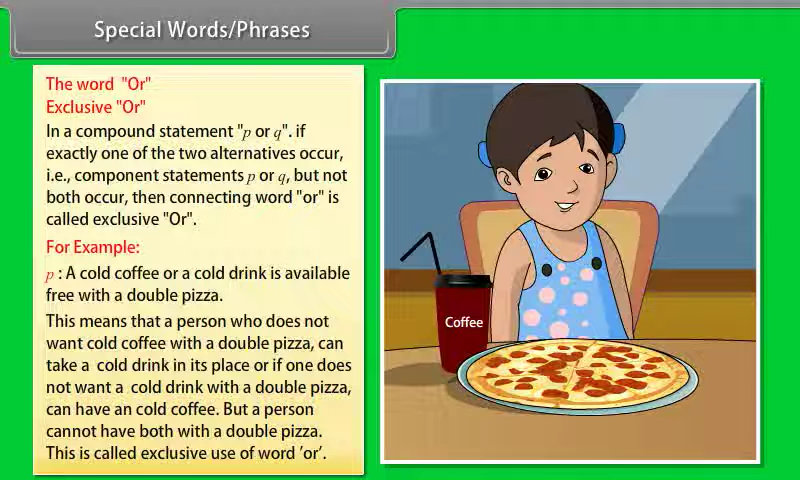 Special Words/Phrases
The word "Or"
Exclusive "Or"
In a compound statement "p or q". if
exactly one of the two alternatives occur,
i.e., component statements p or q, but not
both occur, then connecting word "or" is
called exclusive "Or".
For Example:
p : A cold coffee or a cold drink is available
free with a double pizza.
This means that a person who does not
want cold coffee with a double pizza, can
take a cold drink in its place or if one does
not want a cold drink with a double pizza,
can have an cold coffee. But a person
cannot have both with a double pizza.
This is called exclusive use of word 'or'.
Coffee